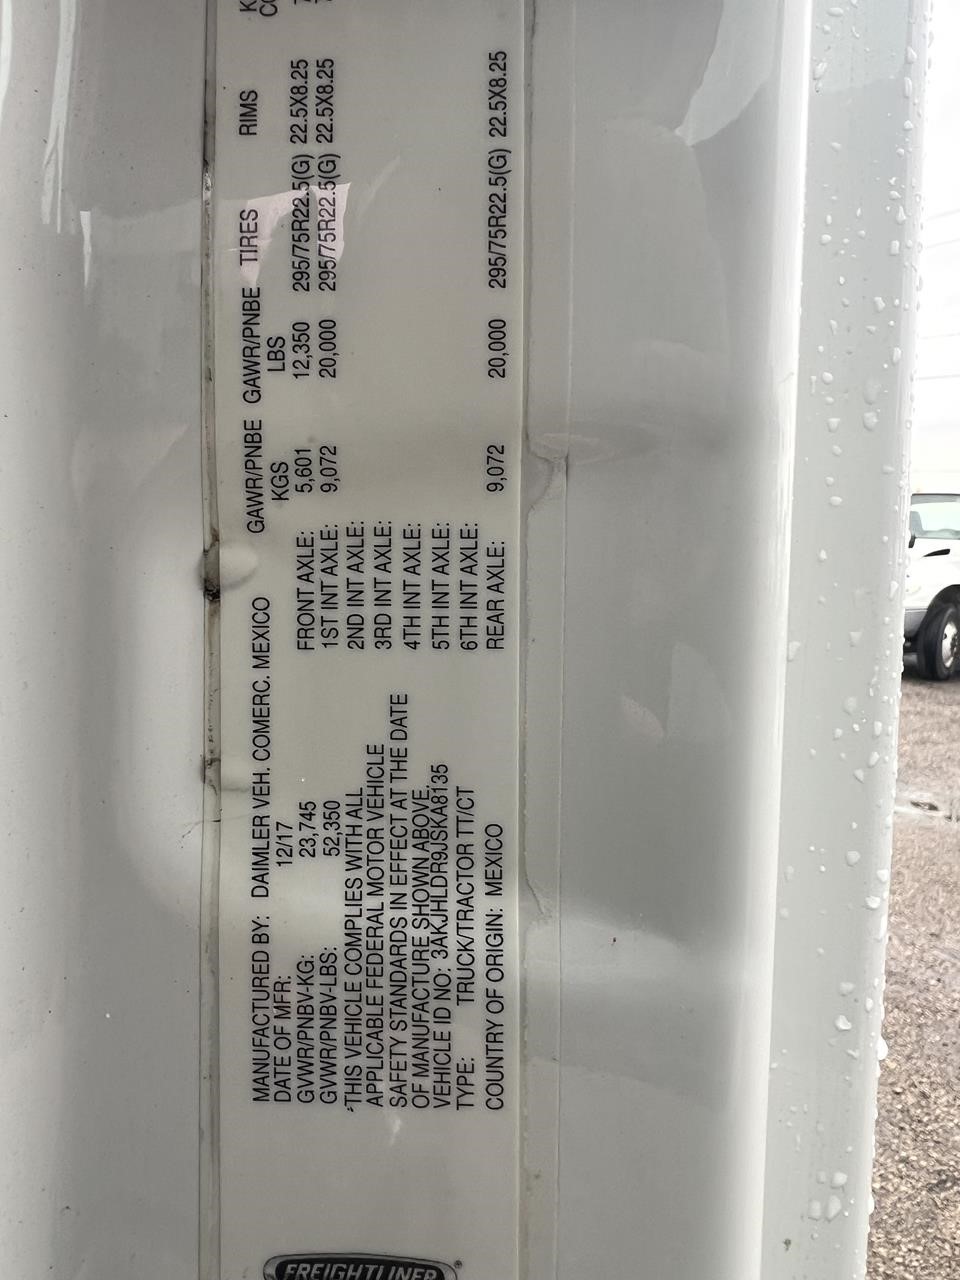 FREIGHTLINER®
MANUFACTURED BY: DAIMLER VEH. COMERC. MEXICO
DATE OF MFR: 12/17
GVWR/PNBV-KG: 23,745
GVWR/PNBV-LBS: 52,350
THIS VEHICLE COMPLIES WITH ALL
APPLICABLE FEDERAL MOTOR VEHICLE
SAFETY STANDARDS IN EFFECT AT THE DATE
OF MANUFACTURE SHOWN ABOVE.
VEHICLE ID NO: 3AKJHLDR9JSKA8135
TYPE: TRUCK/TRACTOR TT/CT
COUNTRY OF ORIGIN: MEXICO
GAWR/PNBE GAWR/PNBE TIRES RIMS
KGS LBS
FRONT AXLE: 5,601 12,350 295/75R22.5(G) 22.5X8.25
1ST INT AXLE: 9,072 20,000 295/75R22.5(G) 22.5X8.25
2ND INT AXLE:
3RD INT AXLE:
4TH INT AXLE:
5TH INT AXLE:
6TH INT AXLE:
REAR AXLE: 9,072 20,000 295/75R22.5(G) 22.5X8.25